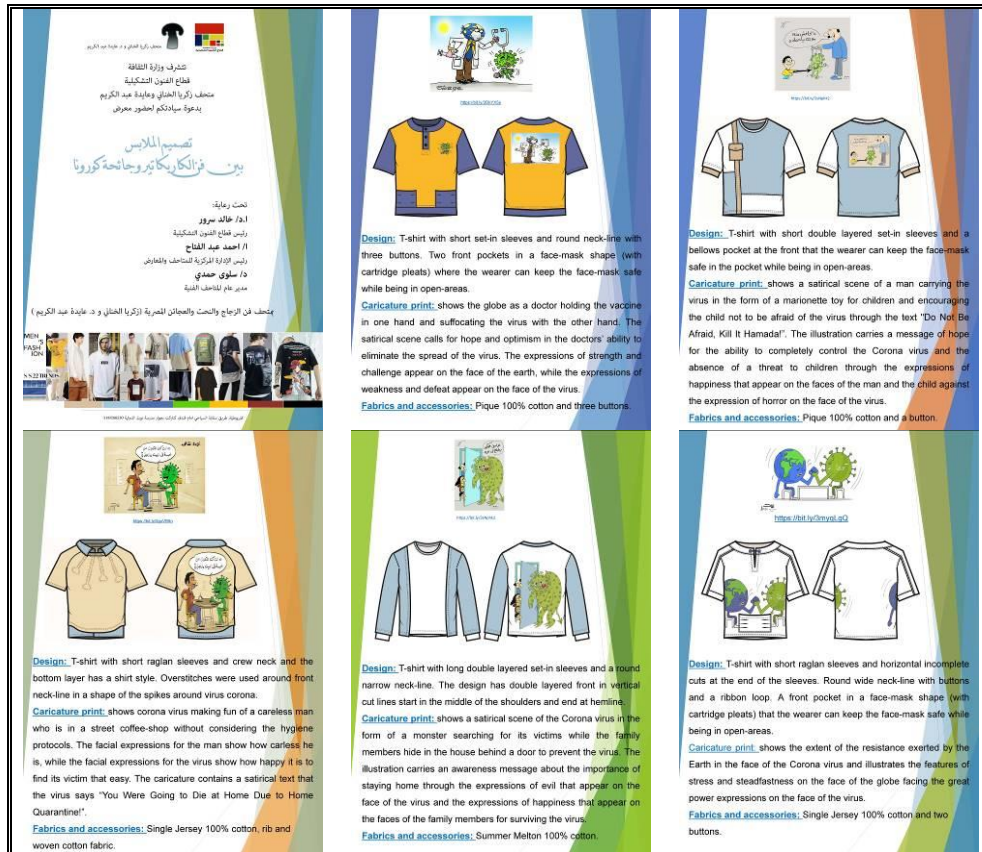 متحف زكريا الخناني و د. عايدة عبد الكريم
تتشرف وزارة الثقافة
قطاع الفنون التشكيلية
متحف زكريا الخناني وعايدة عبد الكريم
بدعوة سيادتكم لحضور معرض
تصميم الملابس
بين فن الكاريكاتير وجائحة كورونا
تحت رعاية:
ا.د/ خالد سرور
رئيس قطاع الفنون التشكيلية
ا/ احمد عبد الفتاح
رئيس الإدارة المركزية للمتاحف والمعارض
د/ سلوى حمدي
مدير عام المتاحف الفنية
بمتحف فن الزجاج والنحت والعجائن المصرية (زكريا الخناني و د. عايدة عبد الكريم )
MEN
'S
FASH
ION
S S22 TRENDS
Design: T-shirt with short set-in sleeves and round neck-line with
three buttons. Two front pockets in a face-mask shape (with
cartridge pleats) where the wearer can keep the face-mask safe
while being in open-areas.
Caricature print: shows the globe as a doctor holding the vaccine
in one hand and suffocating the virus with the other hand. The
satirical scene calls for hope and optimism in the doctors' ability to
eliminate the spread of the virus. The expressions of strength and
challenge appear on the face of the earth, while the expressions of
weakness and defeat appear on the face of the virus.
Fabrics and accessories: Pique 100% cotton and three buttons.
Design: T-shirt with short double layered set-in sleeves and a
bellows pocket at the front that the wearer can keep the face-mask
safe in the pocket while being in open-areas.
Caricature print: shows a satirical scene of a man carrying the
virus in the form of a marionette toy for children and encouraging
the child not to be afraid of the virus through the text "Do Not Be
Afraid, Kill It Hamada!". The illustration carries a message of hope
for the ability to completely control the Corona virus and the
absence of a threat to children through the expressions of
happiness that appear on the faces of the man and the child against
the expression of horror on the face of the virus.
Fabrics and accessories: Pique 100% cotton and a button.
Design: T-shirt with short raglan sleeves and crew neck and the
bottom layer has a shirt style. Overstitches were used around front
neck-line in a shape of the spikes around virus corona.
Caricature print: shows corona virus making fun of a careless man
who is in a street coffee-shop without considering the hygiene
protocols. The facial expressions for the man show how carless he
is, while the facial expressions for the virus show how happy it is to
find its victim that easy. The caricature contains a satirical text that
the virus says "You Were Going to Die at Home Due to Home
Quarantine!".
Fabrics and accessories: Single Jersey 100% cotton, rib and
woven cotton fabric.
Design: T-shirt with long double layered set-in sleeves and a round
narrow neck-line. The design has double layered front in vertical
cut lines start in the middle of the shoulders and end at hemline.
Caricature print: shows a satirical scene of the Corona virus in the
form of a monster searching for its victims while the family
members hide in the house behind a door to prevent the virus. The
illustration carries an awareness message about the importance of
staying home through the expressions of evil that appear on the
face of the virus and the expressions of happiness that appear on
the faces of the family members for surviving the virus.
Fabrics and accessories: Summer Melton 100% cotton.
https://bit.ly/3myqLgQ
Design: T-shirt with short raglan sleeves and horizontal incomplete
cuts at the end of the sleeves. Round wide neck-line with buttons
and a ribbon loop. A front pocket in a face-mask shape (with
cartridge pleats) that the wearer can keep the face-mask safe while
being in open-areas.
Caricature print: shows the extent of the resistance exerted by the
Earth in the face of the Corona virus and illustrates the features of
stress and steadfastness on the face of the globe facing the great
power expressions on the face of the virus.
Fabrics and accessories: Single Jersey 100% cotton and two
buttons.